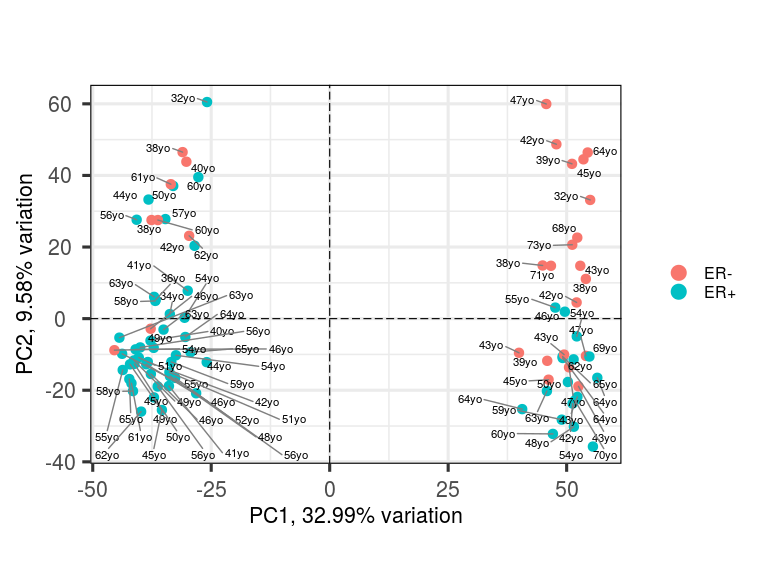 32yo
47yo
60
38yo
42yo
64yo
39yo
40yo
45yo
61yo
60yo
40
44yo
50yo
32yo
56yo
57yo
38yo
60yo
68yo
42yo
73yo
62yo
20
41yo
38yo
71yo
43yo
63yo
36yo
54yo
38yo
58yo
34yo
46yo
63yo
55yo
42yo
63yo
64yo
46yo
54yo
0
40yo
56yo
47yo
49yo
43yo
43yo
69yo
54yo
65yo
46yo
39yo
62yo
51yo
44yo
54yo
45yo
50yo
65yo
58yo
55yo
59yo
-20
45yo
49yo
46yo
42yo
64yo
47yo
64yo
59yo
65yo
49yo
46yo
52yo
51yo
63yo
43yo
64yo
55yo
61yo
50yo
48yo
60yo
48yo
42yo
43yo
62yo
45yo
56yo
41yo
56yo
54yo
70yo
-40
-50
-25
0
25
50
PC1, 32.99% variation
PC2, 9.58% variation
ER-
ER+